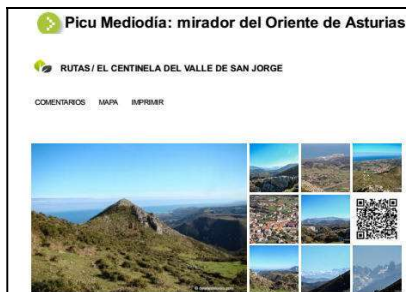 Picu Mediodía: mirador del Oriente de Asturias
RUTAS / EL CENTINELA DEL VALLE DE SAN JORGE
COMENTARIOS MAPA IMPRIMIR